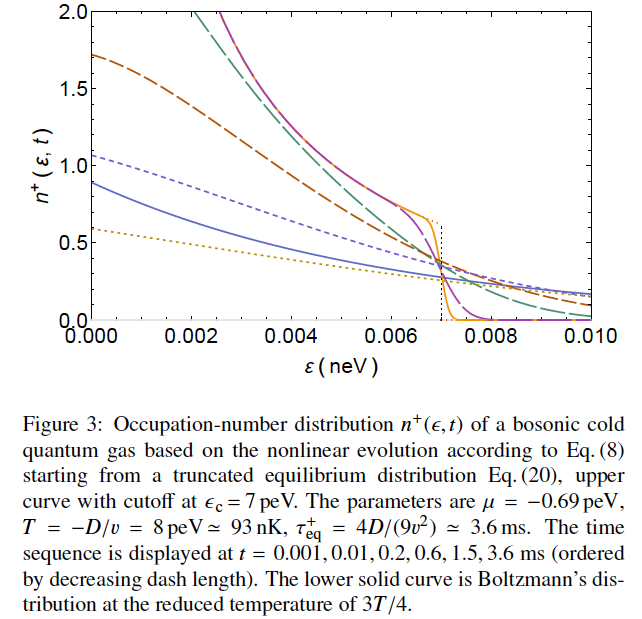 2.0
1.5
1.0
0.5
0.0
n⁺(ε, t)
0.000 0.002 0.004 0.006 0.008 0.010
ε ( neV )
Figure 3: Occupation-number distribution n⁺(ϵ, t) of a bosonic cold
quantum gas based on the nonlinear evolution according to Eq. (8)
starting from a truncated equilibrium distribution Eq. (20), upper
curve with cutoff at ϵc = 7 peV. The parameters are μ = −0.69 peV,
T = −D/υ = 8 peV ≃ 93 nK, τ⁺eq = 4D/(9υ²) ≃ 3.6 ms. The time
sequence is displayed at t = 0.001, 0.01, 0.2, 0.6, 1.5, 3.6 ms (ordered
by decreasing dash length). The lower solid curve is Boltzmann's dis-
tribution at the reduced temperature of 3T/4.